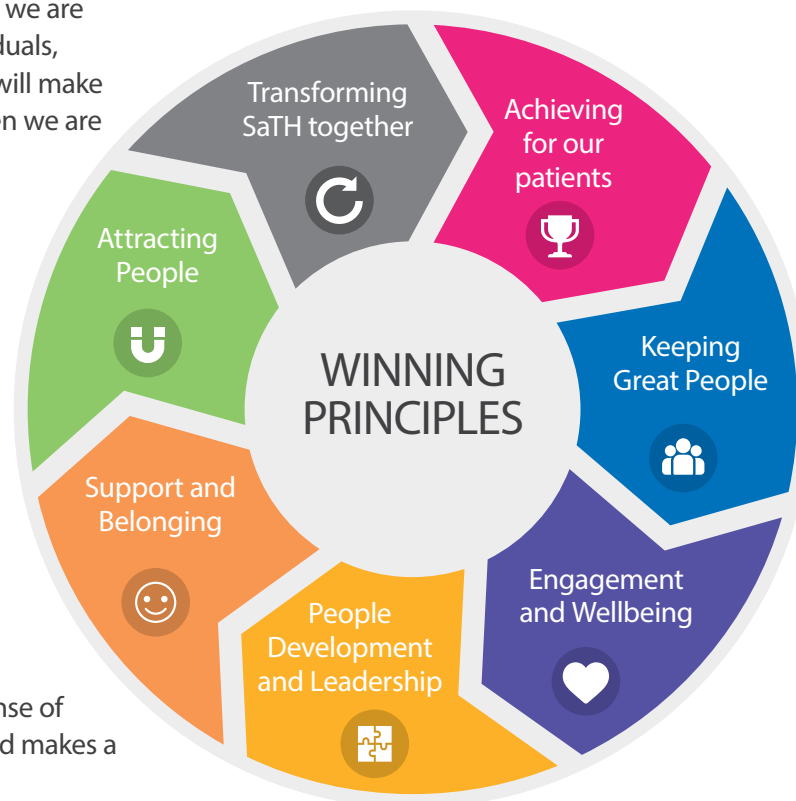 we are
duals,
will make
en we are
Transforming
SaTH together
Achieving
for our
patients
Keeping
Great People
Engagement
and Wellbeing
People
Development
and Leadership
Support and
Belonging
Attracting
People
WINNING
PRINCIPLES
nse of
d makes a